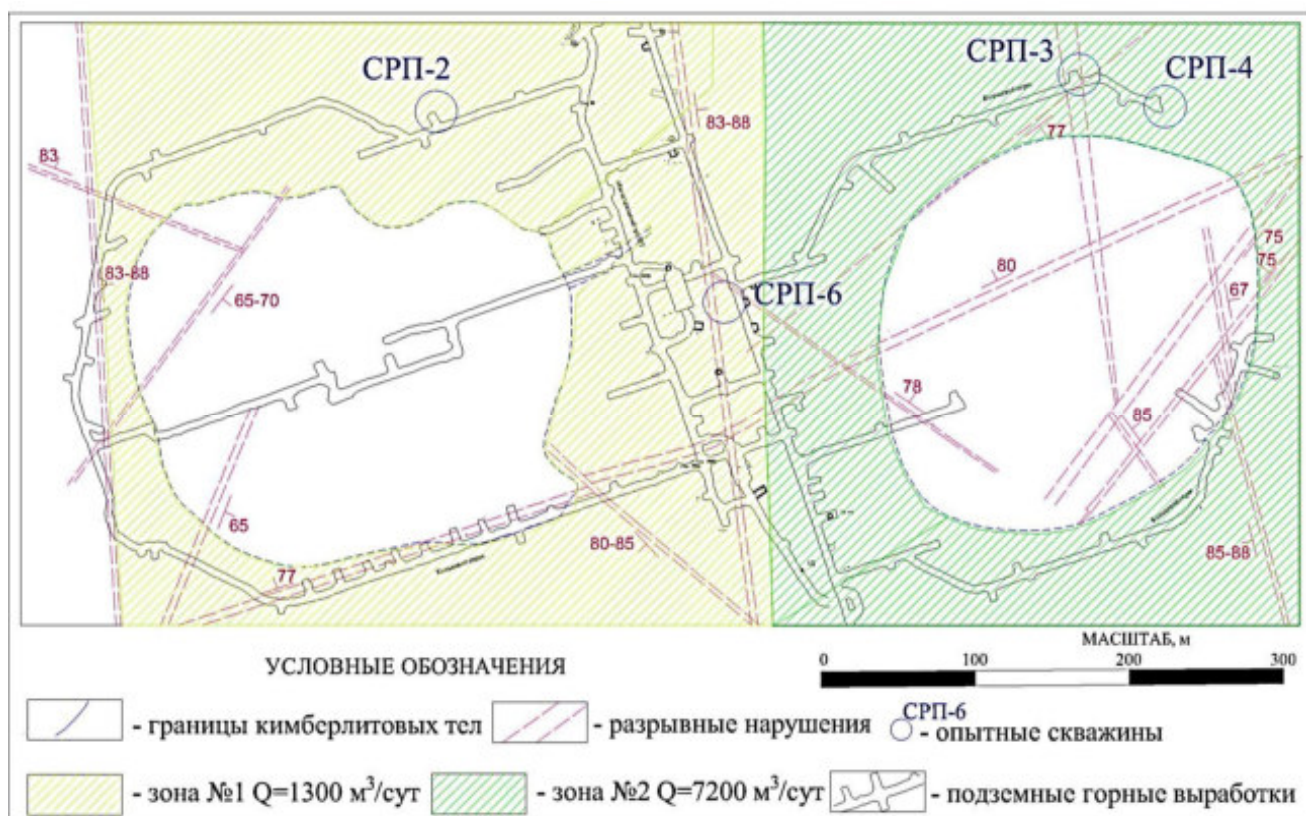 СРП-2
СРП-3
СРП-4
83-88
77
83
83-88
65-70
80
75
75
67
СРП-6
78
85
65
80-85
77
85-88
УСЛОВНЫЕ ОБОЗНАЧЕНИЯ
МАСШТАБ, м
0 100 200 300
- границы кимберлитовых тел
- разрывные нарушения
СРП-6
- опытные скважины
- зона №1 Q=1300 м³/сут
- зона №2 Q=7200 м³/сут
- подземные горные выработки